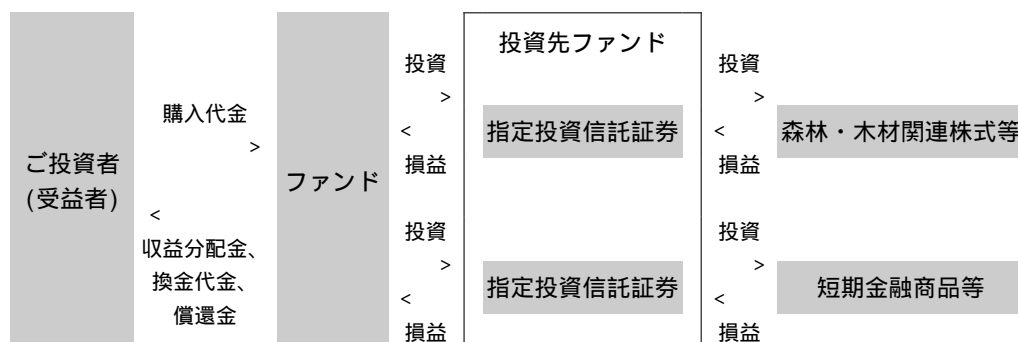 ご投資者
(受益者)
購入代金
>
<
収益分配金、
換金代金、
償還金
ファンド
投資
>
<
損益
投資
>
<
損益
投資先ファンド
指定投資信託証券
指定投資信託証券
投資
>
<
損益
投資
>
<
損益
森林・木材関連株式等
短期金融商品等